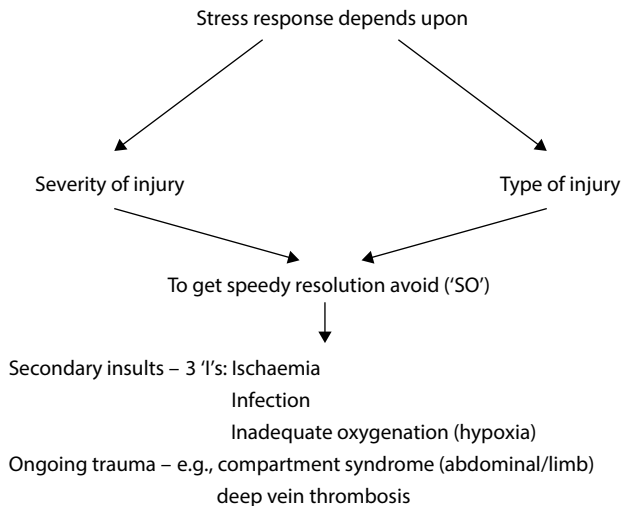 Stress response depends upon
Severity of injury
Type of injury
To get speedy resolution avoid (‘SO’)
Secondary insults – 3 ‘I’s: Ischaemia
Infection
Inadequate oxygenation (hypoxia)
Ongoing trauma – e.g., compartment syndrome (abdominal/limb)
deep vein thrombosis